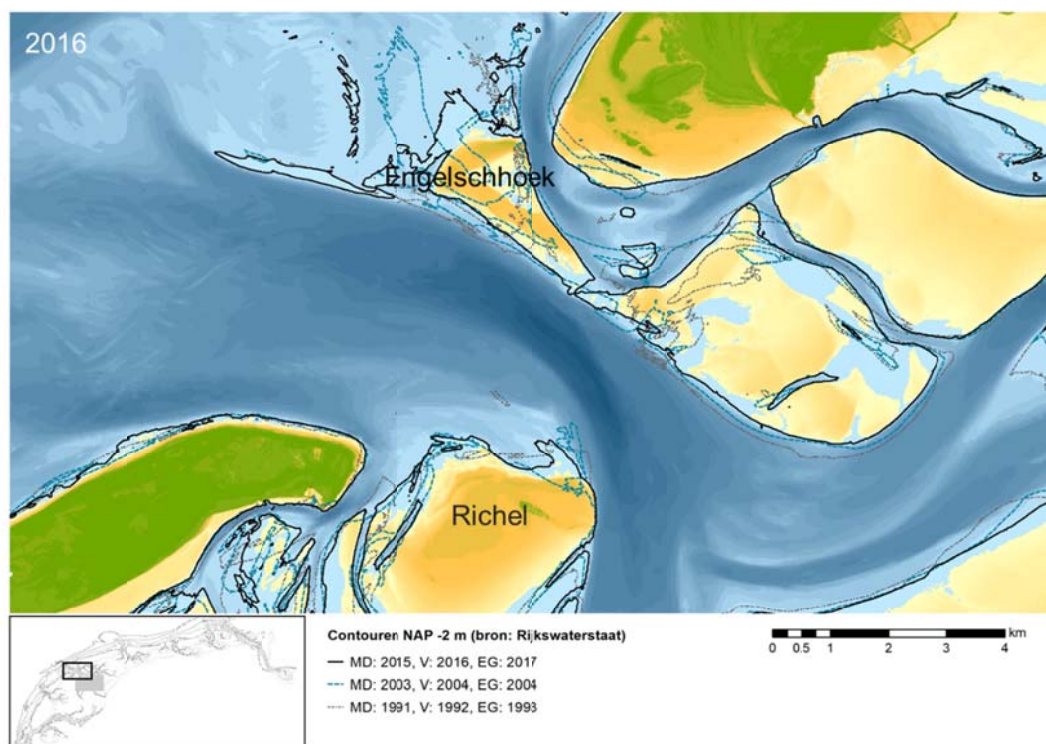 2016
Engelschhoek
Richel
Contouren NAP -2 m (bron: Rijkswaterstaat)
MD: 2015, V: 2016, EG: 2017
MD: 2003, V: 2004, EG: 2004
MD: 1991, V: 1992, EG: 1993
km
0 0.5 1 2 3 4